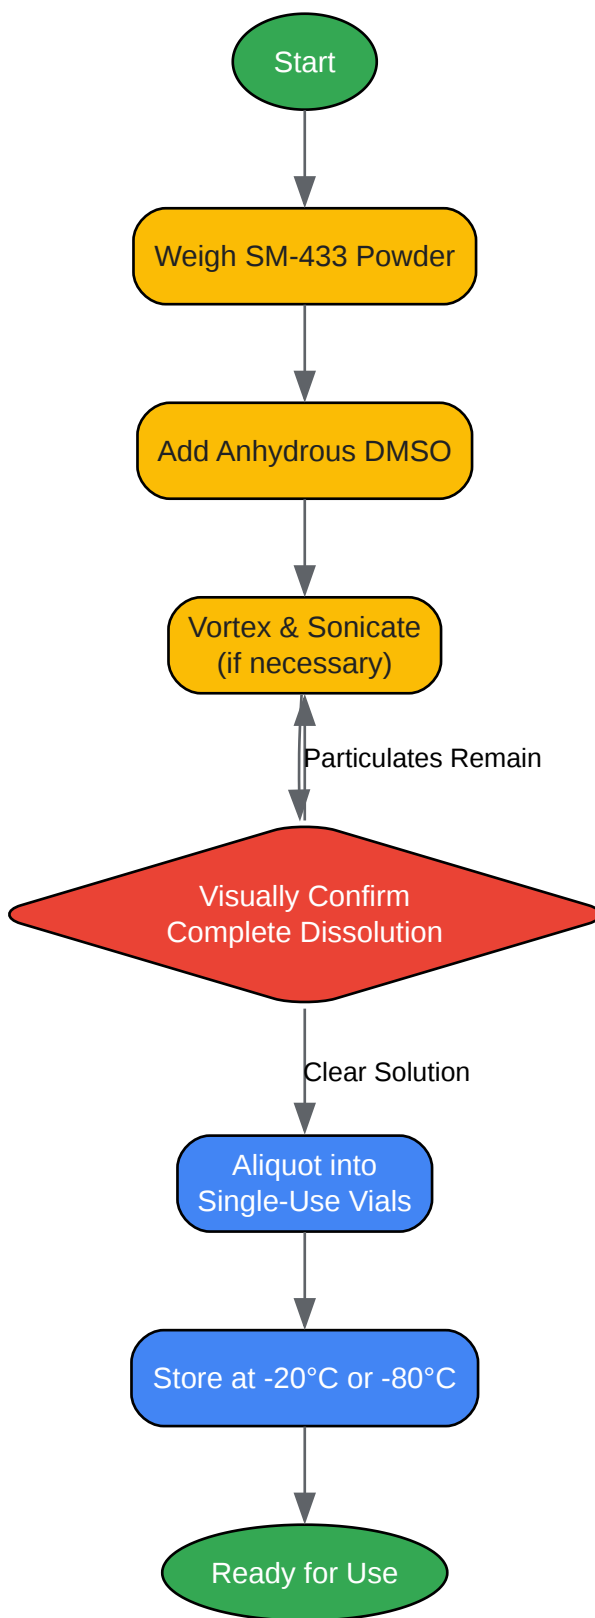 Start
Weigh SM-433 Powder
Add Anhydrous DMSO
Vortex & Sonicate
(if necessary)
Particulates Remain
Visually Confirm
Complete Dissolution
Clear Solution
Aliquot into
Single-Use Vials
Store at -20°C or -80°C
Ready for Use